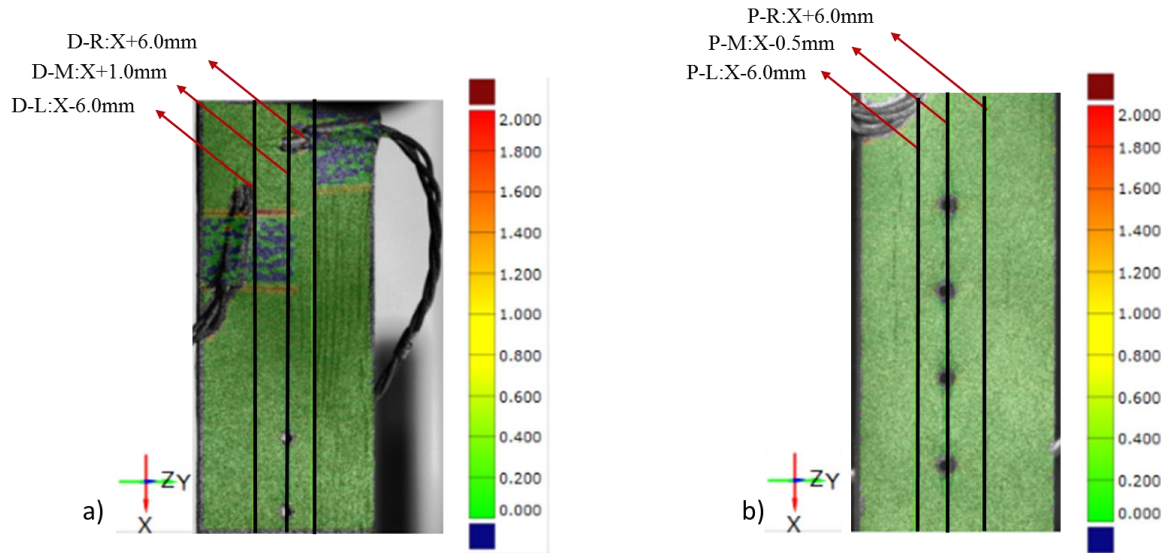 D-R:X+6.0mm
D-M:X+1.0mm
D-L:X-6.0mm
2.000
1.800
1.600
1.400
1.200
1.000
0.800
0.600
0.400
0.200
0.000
ZY
X
a)
P-R:X+6.0mm
P-M:X-0.5mm
P-L:X-6.0mm
2.000
1.800
1.600
1.400
1.200
1.000
0.800
0.600
0.400
0.200
0.000
ZY
X
b)